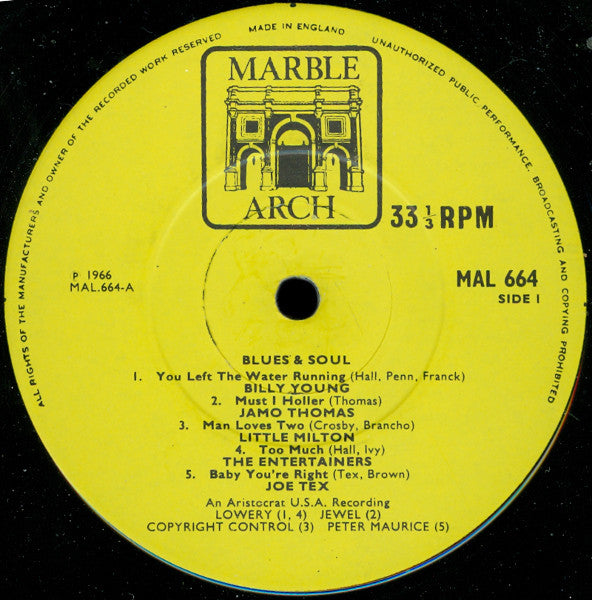 ALL RIGHTS OF THE MANUFACTURERS AND OWNER OF THE RECORDED WORK RESERVED
MADE IN ENGLAND
UNAUTHORIZED PUBLIC PERFORMANCE, BROADCASTING AND COPYING PROHIBITED
MARBLE
ARCH
33 1/3 RPM
P 1966
MAL.664-A
MAL 664
SIDE 1
BLUES & SOUL
1. You Left The Water Running (Hall, Penn, Franck)
BILLY YOUNG
2. Must I Holler (Thomas)
JAMO THOMAS
3. Man Loves Two (Crosby, Brancho)
LITTLE MILTON
4. Too Much (Hall, Ivy)
THE ENTERTAINERS
5. Baby You're Right (Tex, Brown)
JOE TEX
An Aristocrat U.S.A. Recording
LOWERY (1, 4) JEWEL (2)
COPYRIGHT CONTROL (3) PETER MAURICE (5)